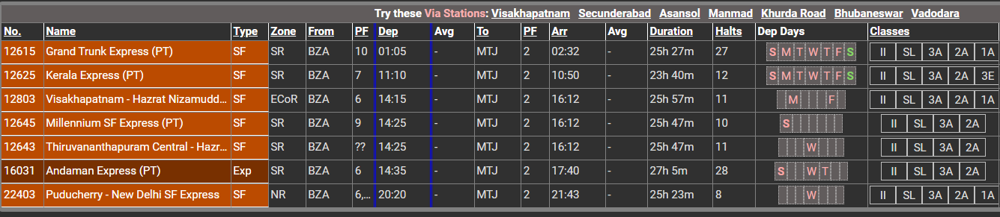 Try these Via Stations: Visakhapatnam Secunderabad Asansol Manmad Khurda Road Bhubaneswar Vadodara
No. Name Type Zone From PF Dep Avg To PF Arr Avg Duration Halts Dep Days Classes
12615 Grand Trunk Express (PT) SF SR BZA 10 01:05 - MTJ 2 02:32 - 25h 27m 27 S M T W T F S II SL 3A 2A 1A
12625 Kerala Express (PT) SF SR BZA 7 11:10 - MTJ 2 10:50 - 23h 40m 12 S M T W T F S II SL 3A 2A 3E
12803 Visakhapatnam - Hazrat Nizamudd... SF ECoR BZA 6 14:15 - MTJ 2 16:12 - 25h 57m 11 M F II SL 3A 2A 1A
12645 Millennium SF Express (PT) SF SR BZA 9 14:25 - MTJ 2 16:12 - 25h 47m 10 S II SL 3A 2A
12643 Thiruvananthapuram Central - Hazr... SF SR BZA ?? 14:25 - MTJ 2 16:12 - 25h 47m 11 W II SL 3A 2A
16031 Andaman Express (PT) Exp SR BZA 6 14:35 - MTJ 2 17:40 - 27h 5m 28 S W T II SL 3A 2A
22403 Puducherry - New Delhi SF Express SF NR BZA 6,... 20:20 - MTJ 2 21:43 - 25h 23m 8 W II SL 3A 2A 1A